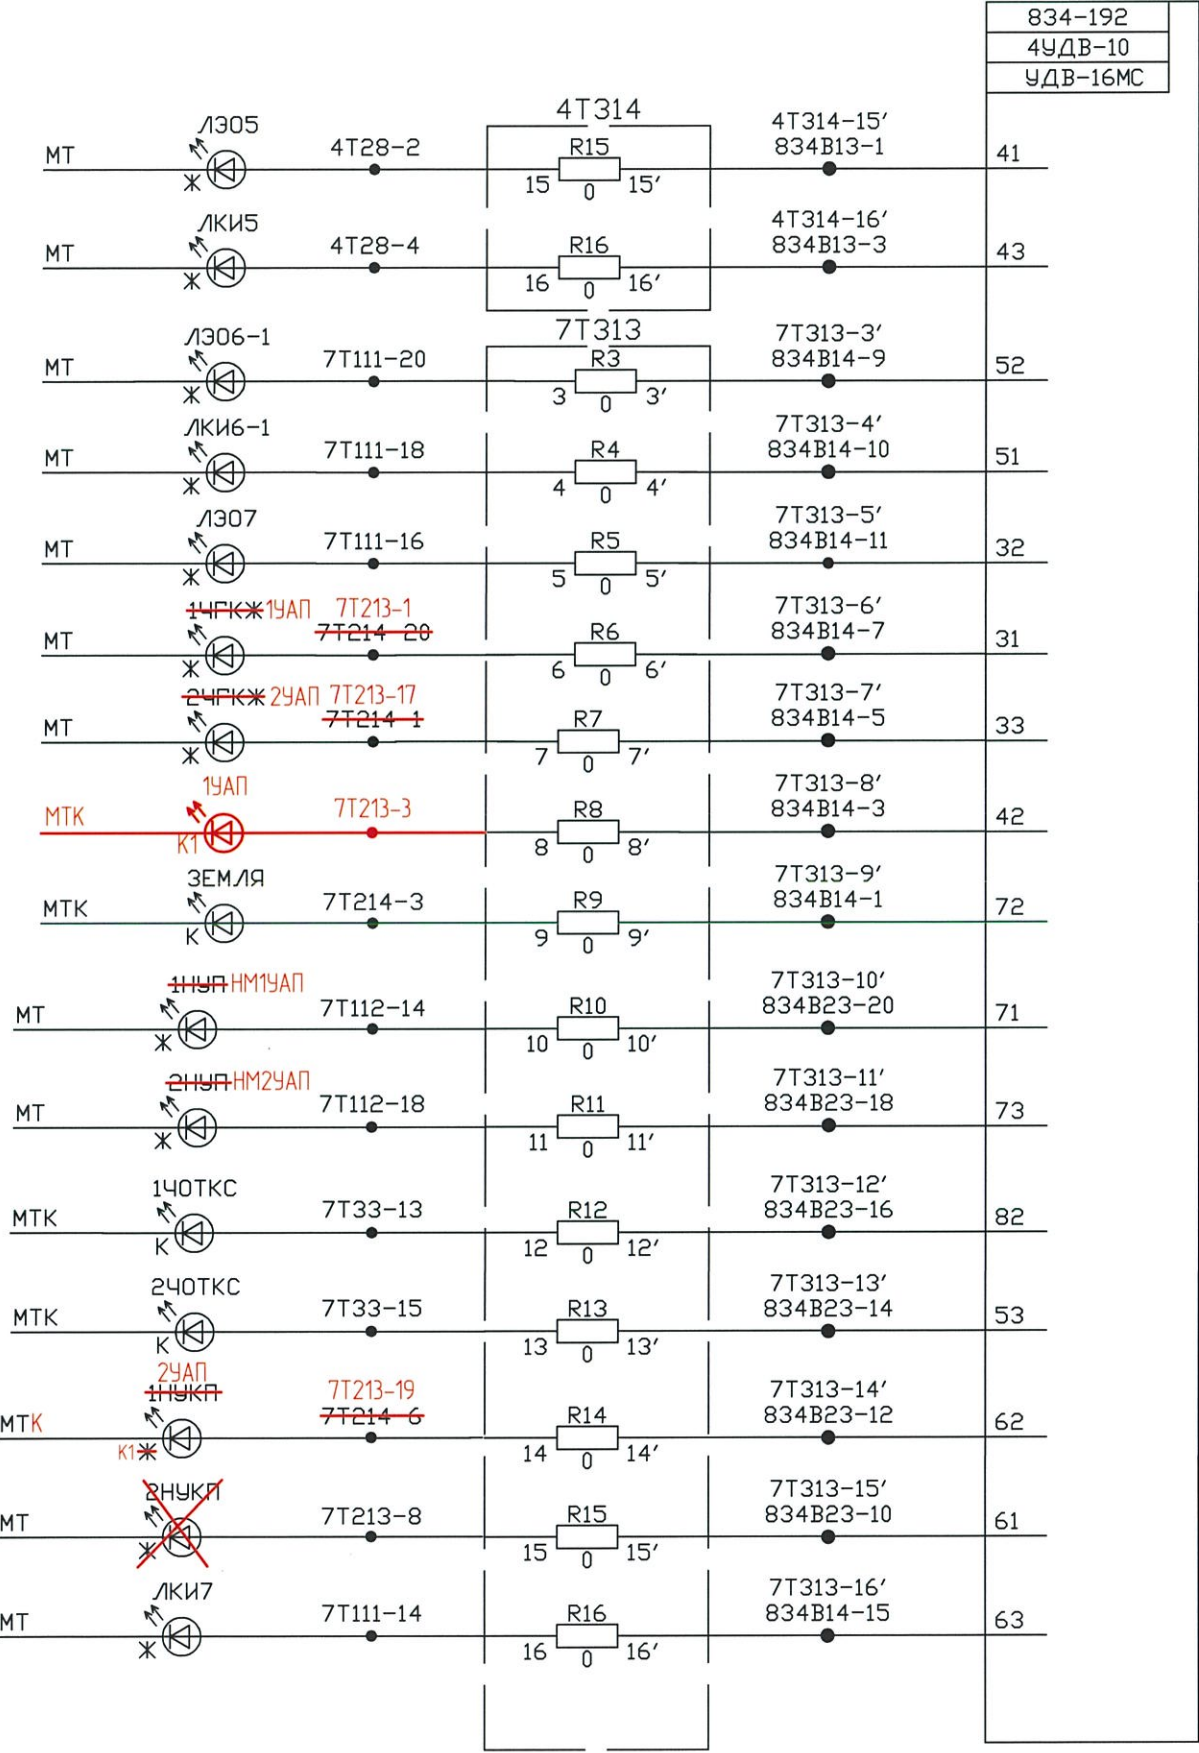 834-192
4УДВ-10
УДВ-16МС
4Т314
ЛЭ05
МТ
Ж
4Т28-2
R15
15 0 15′
4Т314-15′
834В13-1
41
ЛКИ5
МТ
Ж
4Т28-4
R16
16 0 16′
4Т314-16′
834В13-3
43
7Т313
ЛЭ06-1
МТ
Ж
7Т111-20
R3
3 0 3′
7Т313-3′
834В14-9
52
ЛКИ6-1
МТ
Ж
7Т111-18
R4
4 0 4′
7Т313-4′
834В14-10
51
ЛЭ07
МТ
Ж
7Т111-16
R5
5 0 5′
7Т313-5′
834В14-11
32
1ЧГКЖ 1УАП
МТ
Ж
7Т213-1
7Т214-20
R6
6 0 6′
7Т313-6′
834В14-7
31
2ЧГКЖ 2УАП
МТ
Ж
7Т213-17
7Т214-1
R7
7 0 7′
7Т313-7′
834В14-5
33
1УАП
МТК
К1
7Т213-3
R8
8 0 8′
7Т313-8′
834В14-3
42
ЗЕМЛЯ
МТК
К
7Т214-3
R9
9 0 9′
7Т313-9′
834В14-1
72
1НУП НМ1УАП
МТ
Ж
7Т112-14
R10
10 0 10′
7Т313-10′
834В23-20
71
2НУП НМ2УАП
МТ
Ж
7Т112-18
R11
11 0 11′
7Т313-11′
834В23-18
73
1ЧОТКС
МТК
К
7Т33-13
R12
12 0 12′
7Т313-12′
834В23-16
82
2ЧОТКС
МТК
К
7Т33-15
R13
13 0 13′
7Т313-13′
834В23-14
53
2УАП
1НУКП
МТК
К1 Ж
7Т213-19
7Т214-6
R14
14 0 14′
7Т313-14′
834В23-12
62
2НУКП
МТ
Ж
7Т213-8
R15
15 0 15′
7Т313-15′
834В23-10
61
ЛКИ7
МТ
Ж
7Т111-14
R16
16 0 16′
7Т313-16′
834В14-15
63